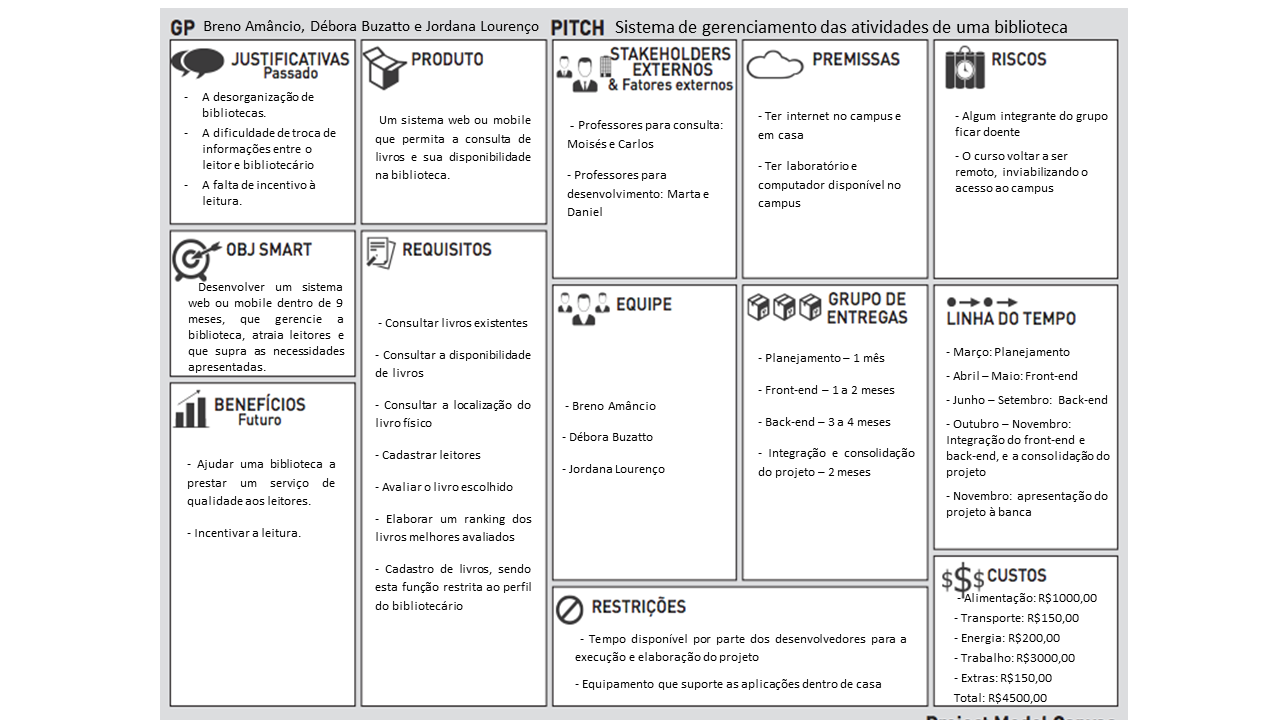 GP Breno Amâncio, Débora Buzatto e Jordana Lourenço
PITCH Sistema de gerenciamento das atividades de uma biblioteca
JUSTIFICATIVAS
Passado
- A desorganização de
bibliotecas.
- A dificuldade de troca de
informações entre o
leitor e bibliotecário
- A falta de incentivo à
leitura.
OBJ SMART
Desenvolver um sistema
web ou mobile dentro de 9
meses, que gerencie a
biblioteca, atraia leitores e
que supra as necessidades
apresentadas.
BENEFÍCIOS
Futuro
- Ajudar uma biblioteca a
prestar um serviço de
qualidade aos leitores.
- Incentivar a leitura.
PRODUTO
Um sistema web ou mobile
que permita a consulta de
livros e sua disponibilidade
na biblioteca.
REQUISITOS
- Consultar livros existentes
- Consultar a disponibilidade
de livros
- Consultar a localização do
livro físico
- Cadastrar leitores
- Avaliar o livro escolhido
- Elaborar um ranking dos
livros melhores avaliados
- Cadastro de livros, sendo
esta função restrita ao perfil
do bibliotecário
STAKEHOLDERS
EXTERNOS
& Fatores externos
- Professores para consulta:
Moisés e Carlos
- Professores para
desenvolvimento: Marta e
Daniel
EQUIPE
- Breno Amâncio
- Débora Buzatto
- Jordana Lourenço
PREMISSAS
- Ter internet no campus e
em casa
- Ter laboratório e
computador disponível no
campus
GRUPO DE
ENTREGAS
- Planejamento – 1 mês
- Front-end – 1 a 2 meses
- Back-end – 3 a 4 meses
- Integração e consolidação
do projeto – 2 meses
RESTRIÇÕES
- Tempo disponível por parte dos desenvolvedores para a
execução e elaboração do projeto
- Equipamento que suporte as aplicações dentro de casa
RISCOS
- Algum integrante do grupo
ficar doente
- O curso voltar a ser
remoto, inviabilizando o
acesso ao campus
LINHA DO TEMPO
- Março: Planejamento
- Abril – Maio: Front-end
- Junho – Setembro: Back-end
- Outubro – Novembro:
Integração do front-end e
back-end, e a consolidação do
projeto
- Novembro: apresentação do
projeto à banca
$$$ CUSTOS
- Alimentação: R$1000,00
- Transporte: R$150,00
- Energia: R$200,00
- Trabalho: R$3000,00
- Extras: R$150,00
Total: R$4500,00
Project Model Canvas